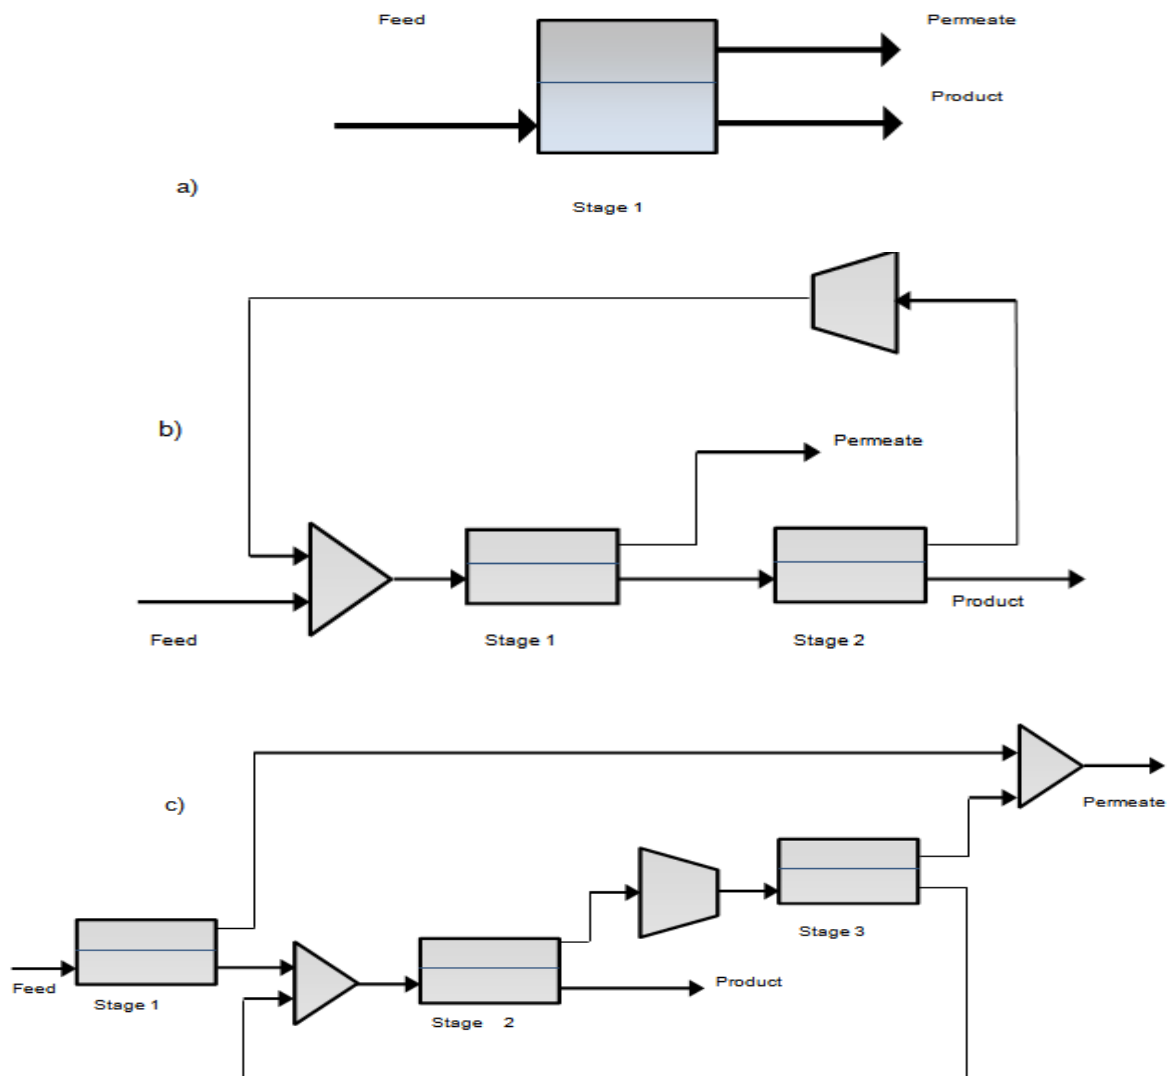 Feed
Permeate
Product
a)
Stage 1
b)
Permeate
Feed
Stage 1
Stage 2
Product
c)
Permeate
Stage 3
Feed
Stage 1
Product
Stage 2